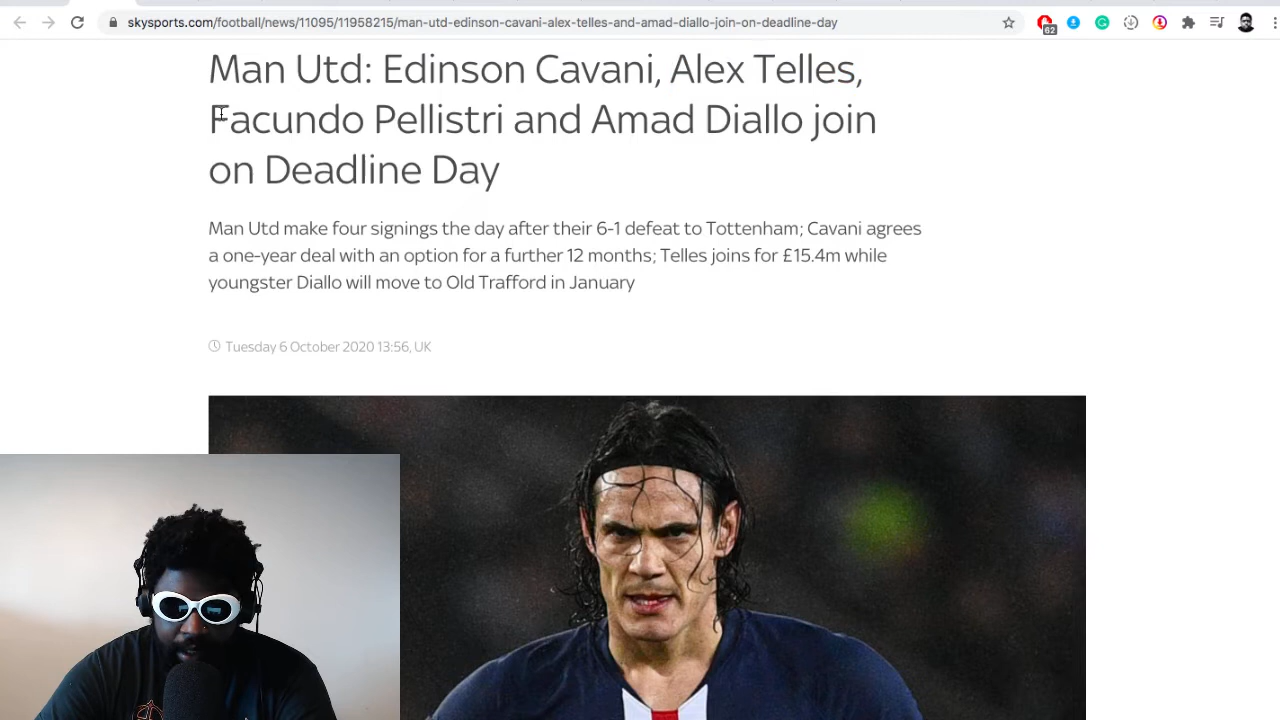 skysports.com/football/news/11095/11958215/man-utd-edinson-cavani-alex-telles-and-amad-diallo-join-on-deadline-day
62
Man Utd: Edinson Cavani, Alex Telles,
Facundo Pellistri and Amad Diallo join
on Deadline Day
Man Utd make four signings the day after their 6-1 defeat to Tottenham; Cavani agrees
a one-year deal with an option for a further 12 months; Telles joins for £15.4m while
youngster Diallo will move to Old Trafford in January
Tuesday 6 October 2020 13:56, UK